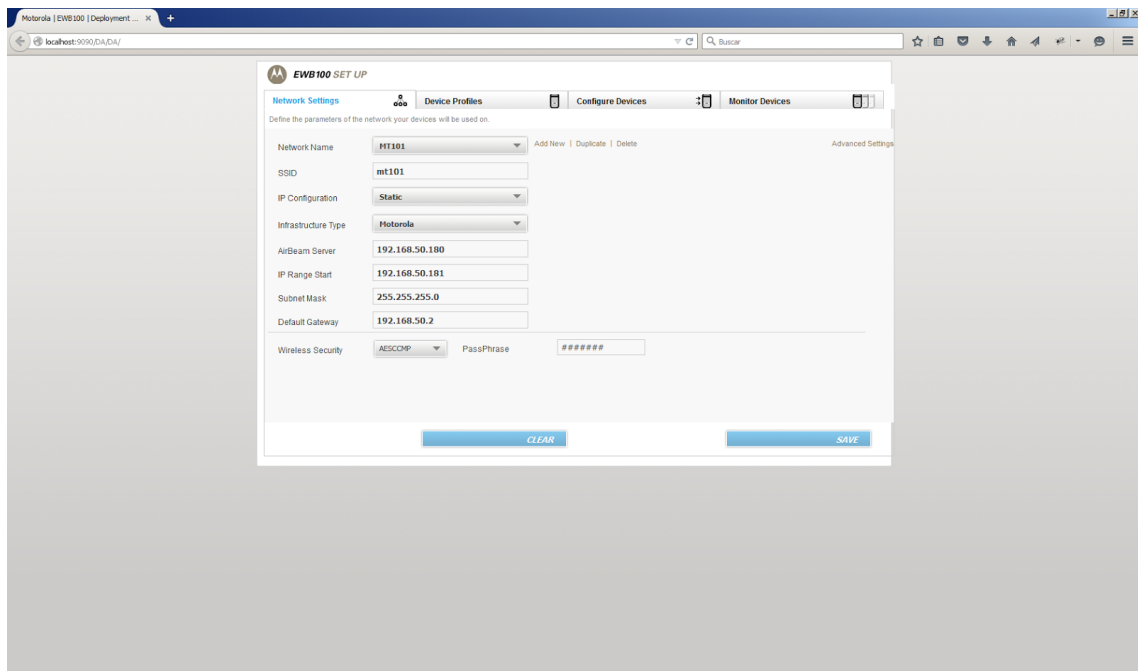 Motorola | EWB100 | Deployment ...
localhost:9090/DA/DA/
Buscar
EWB100 SET UP
Network Settings
Device Profiles
Configure Devices
Monitor Devices
Define the parameters of the network your devices will be used on.
Network Name MT101 Add New | Duplicate | Delete Advanced Settings
SSID mt101
IP Configuration Static
Infrastructure Type Motorola
AirBeam Server 192.168.50.180
IP Range Start 192.168.50.181
Subnet Mask 255.255.255.0
Default Gateway 192.168.50.2
Wireless Security AESCCMP PassPhrase #######
CLEAR SAVE